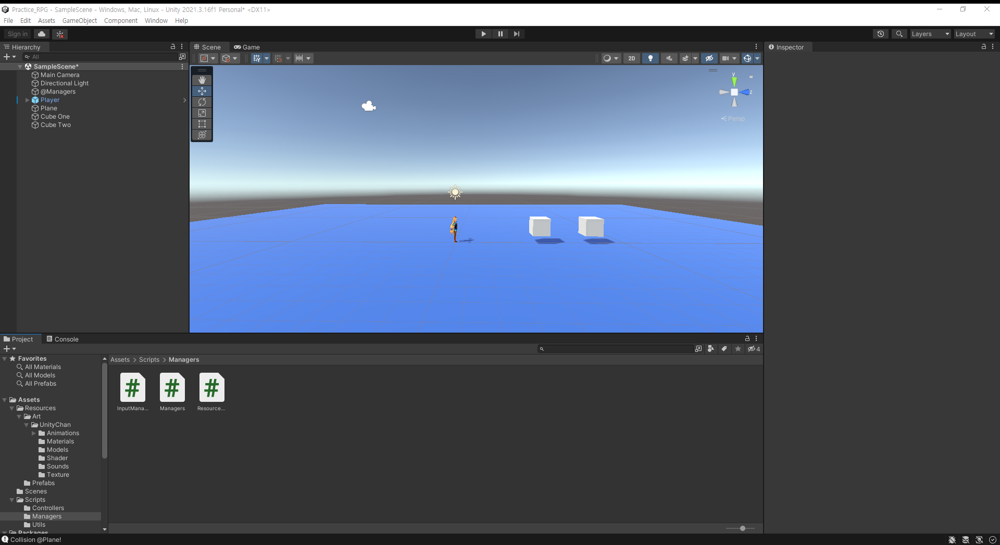 Practice_RPG - SampleScene - Windows, Mac, Linux - Unity 2021.3.16f1 Personal* <DX11>
File Edit Assets GameObject Component Window Help
Sign in
Layers Layout
Hierarchy
All
SampleScene*
Main Camera
Directional Light
@Managers
Player
Plane
Cube One
Cube Two
Scene Game
2D
y
z
Persp
Inspector
Project Console
4
Favorites
All Materials
All Models
All Prefabs
Assets
Resources
Art
UnityChan
Animations
Materials
Models
Shader
Sounds
Texture
Prefabs
Scenes
Scripts
Controllers
Managers
Utils
Packages
Assets > Scripts > Managers
InputMana... Managers Resource...
Collision @Plane!